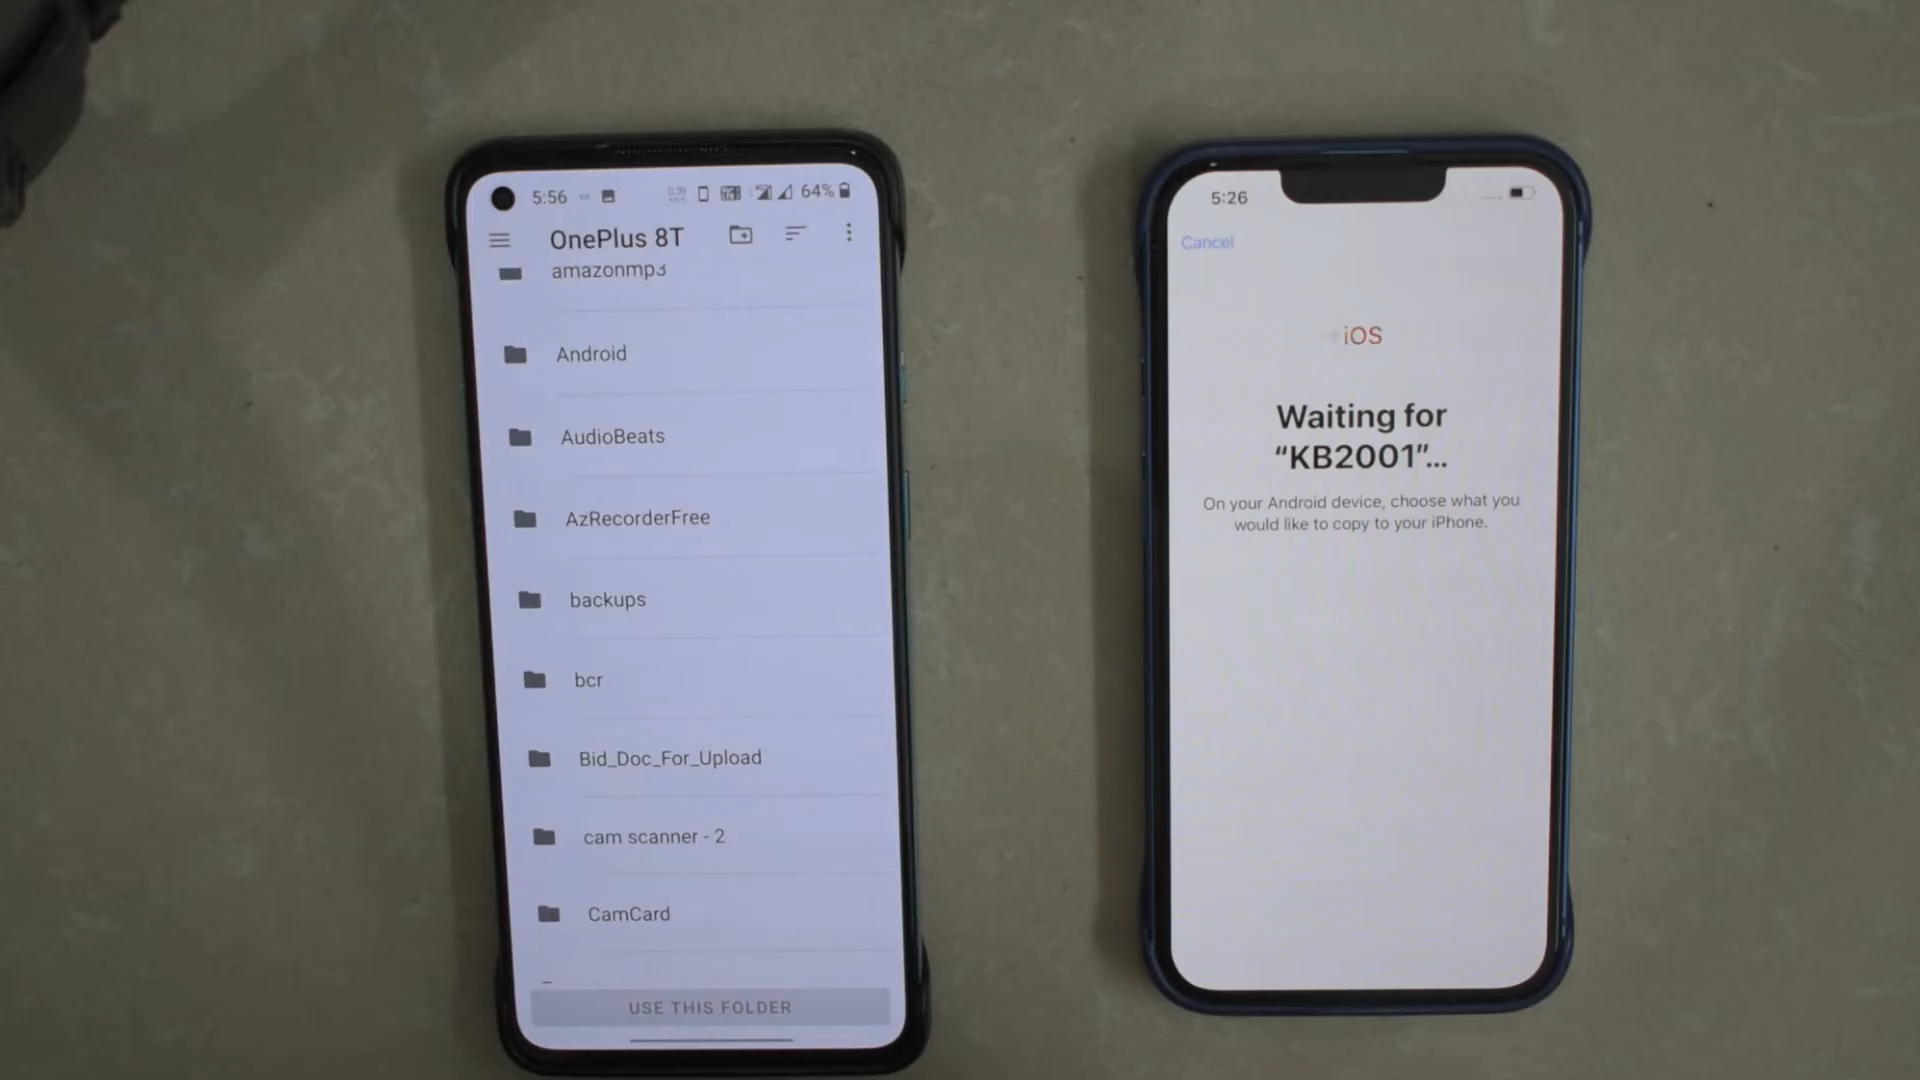 5:56
64%
OnePlus 8T
amazonmp3
Android
AudioBeats
AzRecorderFree
backups
bcr
Bid_Doc_For_Upload
cam scanner - 2
CamCard
USE THIS FOLDER
5:26
Cancel
iOS
Waiting for
“KB2001”...
On your Android device, choose what you
would like to copy to your iPhone.